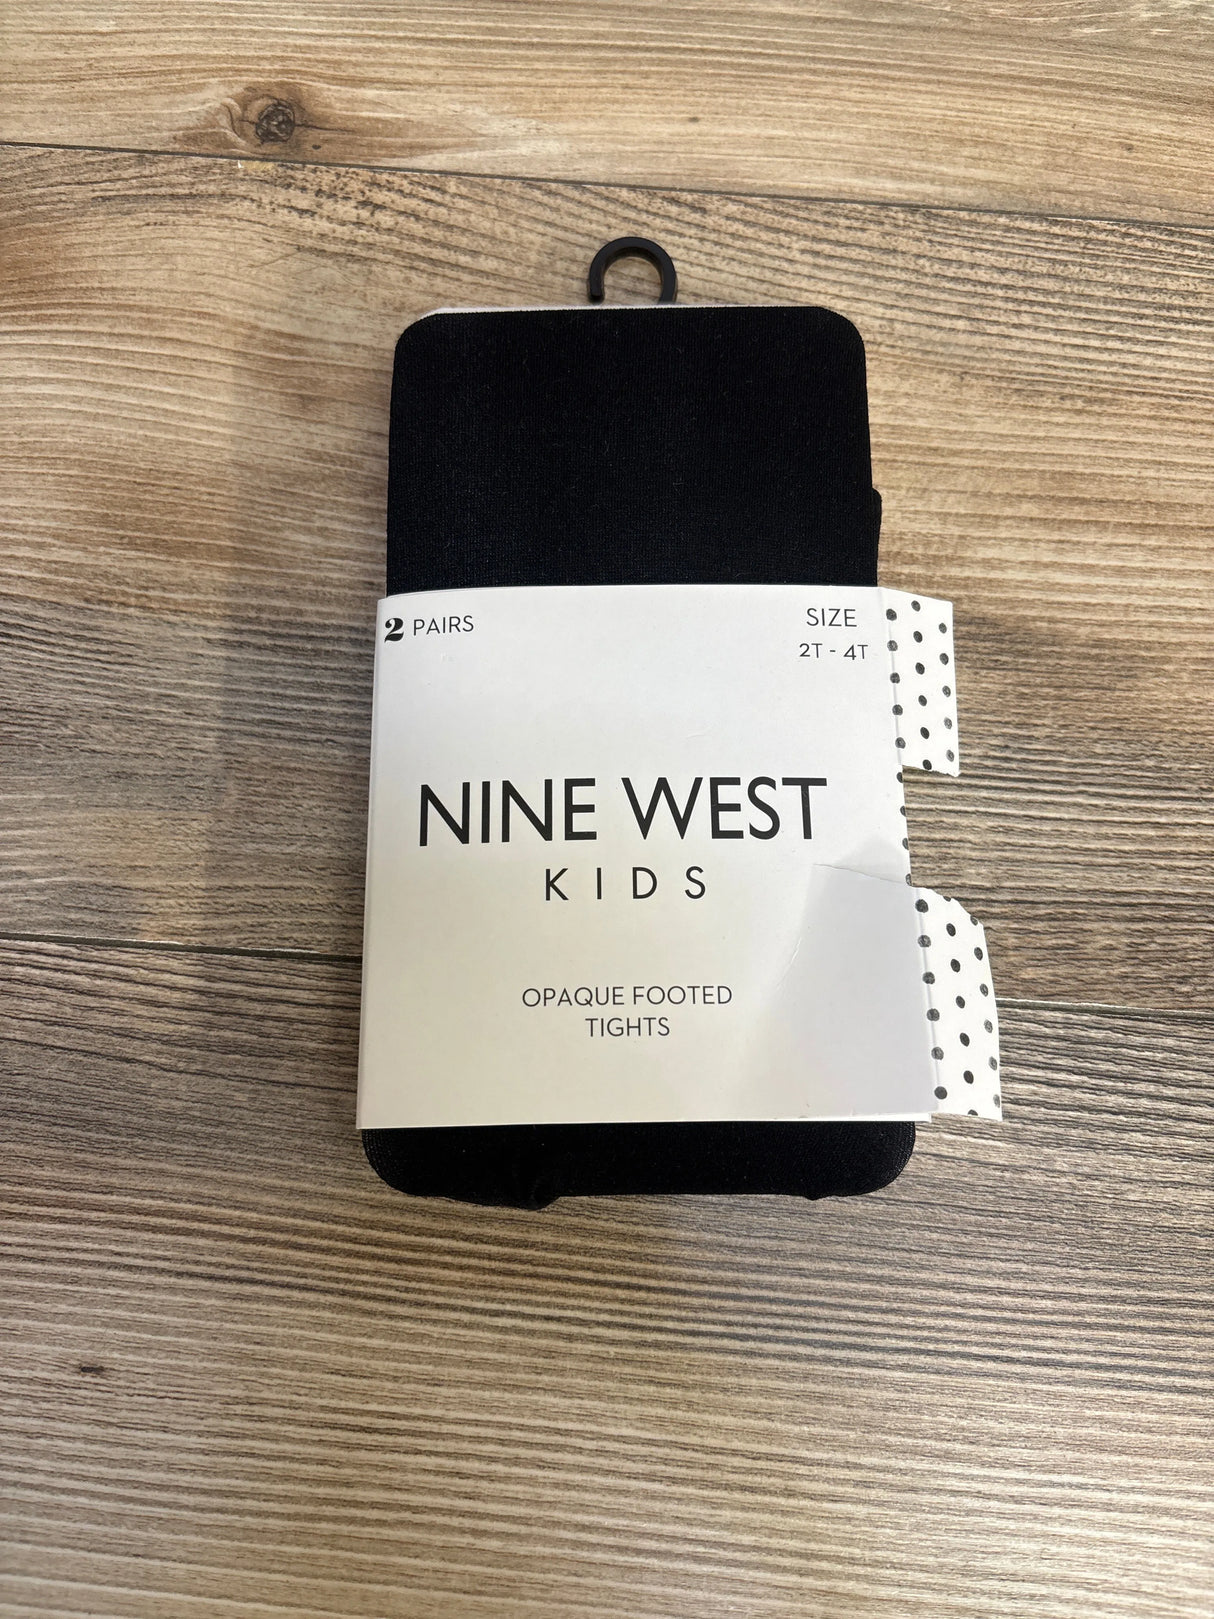 2 PAIRS
SIZE
2T - 4T
NINE WEST
KIDS
OPAQUE FOOTED
TIGHTS